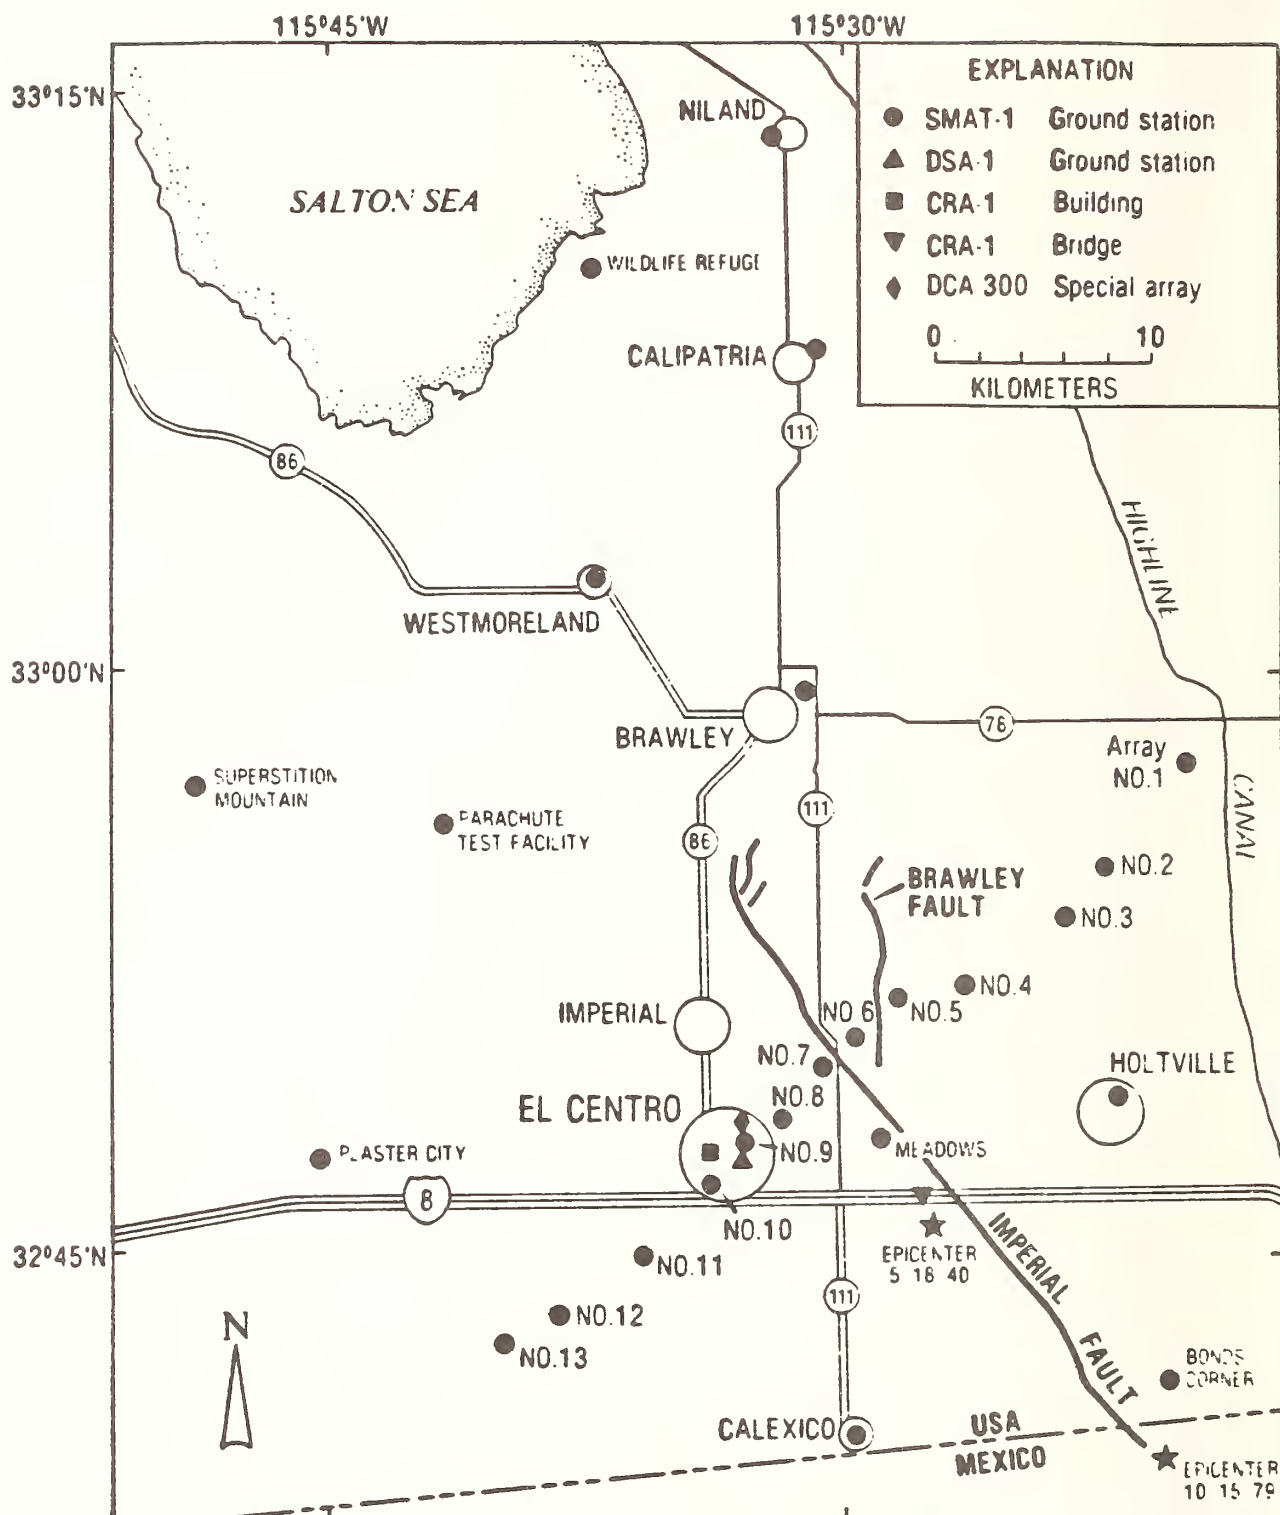 115°45'W
115°30'W
33°15'N
EXPLANATION
SMAT-1 Ground station
DSA-1 Ground station
CRA-1 Building
CRA-1 Bridge
DCA 300 Special array
0 10
KILOMETERS
NILAND
SALTON SEA
WILDLIFE REFUGE
CALIPATRIA
111
86
HIGHLINE
WESTMORELAND
33°00'N
BRAWLEY
78
Array
NO.1
SUPERSTITION
MOUNTAIN
PARACHUTE
TEST FACILITY
86
111
CANAL
NO.2
BRAWLEY
FAULT
NO.3
NO.4
NO.5
IMPERIAL
NO 6
NO.7
HOLTVILLE
NO.8
EL CENTRO
NO.9
MEADOWS
PLASTER CITY
8
NO.10
IMPERIAL
FAULT
EPICENTER
5 18 40
32°45'N
NO.11
111
N
NO.12
NO.13
BONDS
CORNER
CALEXICO
USA
MEXICO
EPICENTER
10 15 79